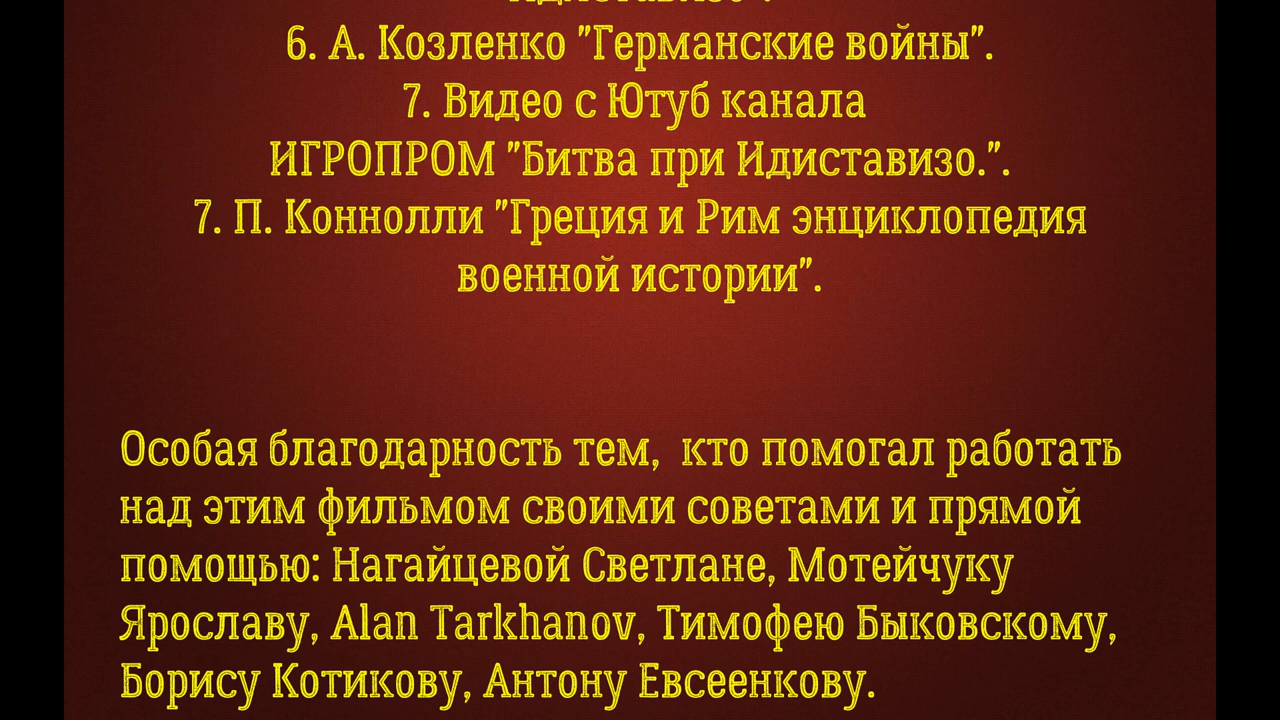 6. А. Козленко "Германские войны".
7. Видео с Ютуб канала
ИГРОПРОМ "Битва при Идиставизо.".
7. П. Коннолли "Греция и Рим энциклопедия
военной истории".
Особая благодарность тем,  кто помогал работать
над этим фильмом своими советами и прямой
помощью: Нагайцевой Светлане, Мотейчуку
Ярославу, Alan Tarkhanov, Тимофею Быковскому,
Борису Котикову, Антону Евсеенкову.